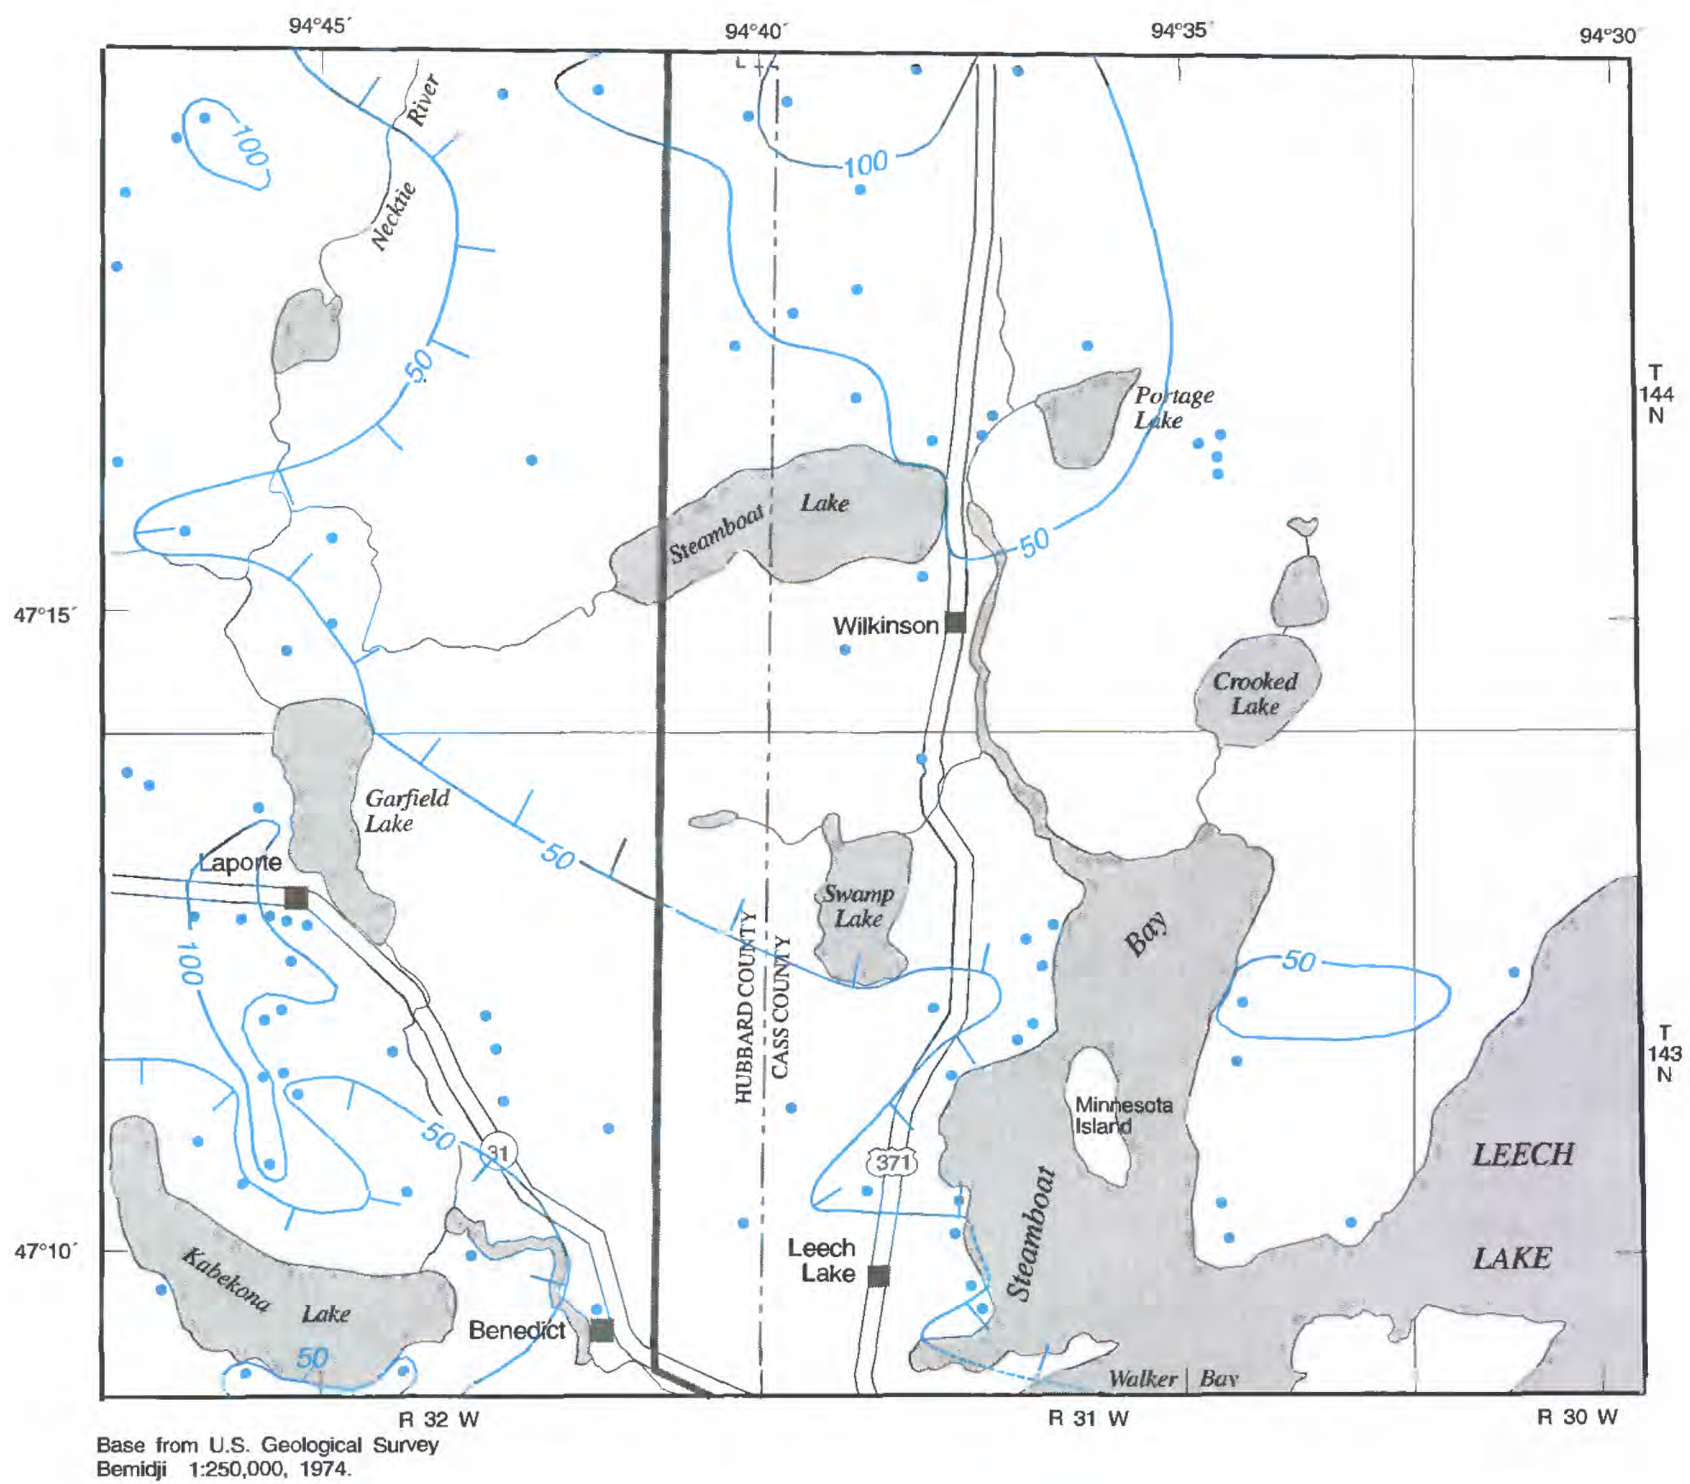 94°45´
94°40´
94°35´
94°30´
River
Necktie
100
100
50
Portage
Lake
T
144
N
Steamboat Lake
50
47°15´
Wilkinson
Crooked
Lake
Garfield
Lake
50
Laporte
Swamp
Lake
Bay
100
HUBBARD COUNTY
CASS COUNTY
50
T
143
N
Minnesota
Island
50
31
371
LEECH
LAKE
Steamboat
47°10´
Leech
Lake
Kabekona
Lake
Benedict
50
Walker Bay
R 32 W
R 31 W
R 30 W
Base from U.S. Geological Survey
Bemidji 1:250,000, 1974.